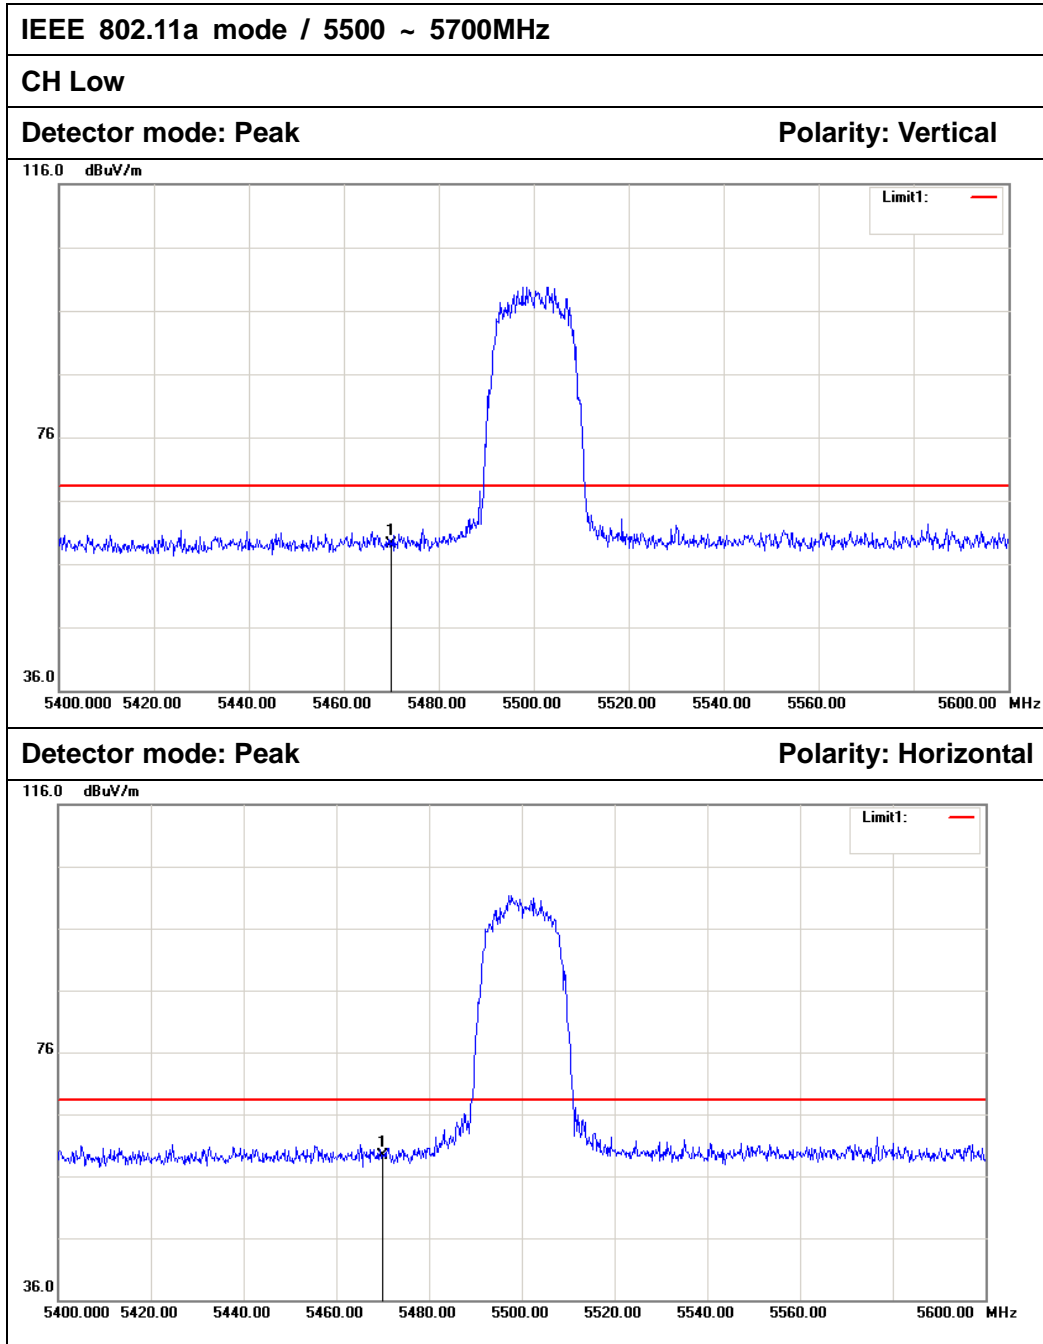 IEEE 802.11a mode / 5500 ~ 5700MHz
CH Low
Detector mode: Peak Polarity: Vertical
116.0 dBuV/m
Limit1:
76
1
36.0
5400.000 5420.00 5440.00 5460.00 5480.00 5500.00 5520.00 5540.00 5560.00 5600.00 MHz
Detector mode: Peak Polarity: Horizontal
116.0 dBuV/m
Limit1:
76
1
36.0
5400.000 5420.00 5440.00 5460.00 5480.00 5500.00 5520.00 5540.00 5560.00 5600.00 MHz